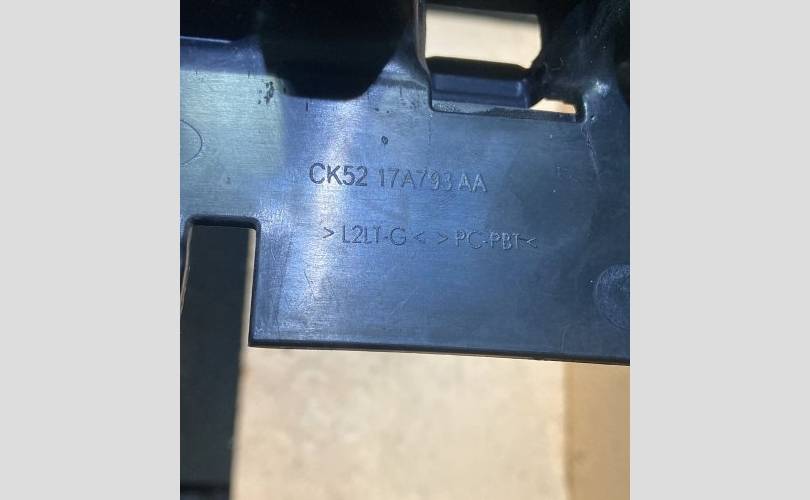 CK52 17A793 AA
> L2LT-G < > PC-PBT <